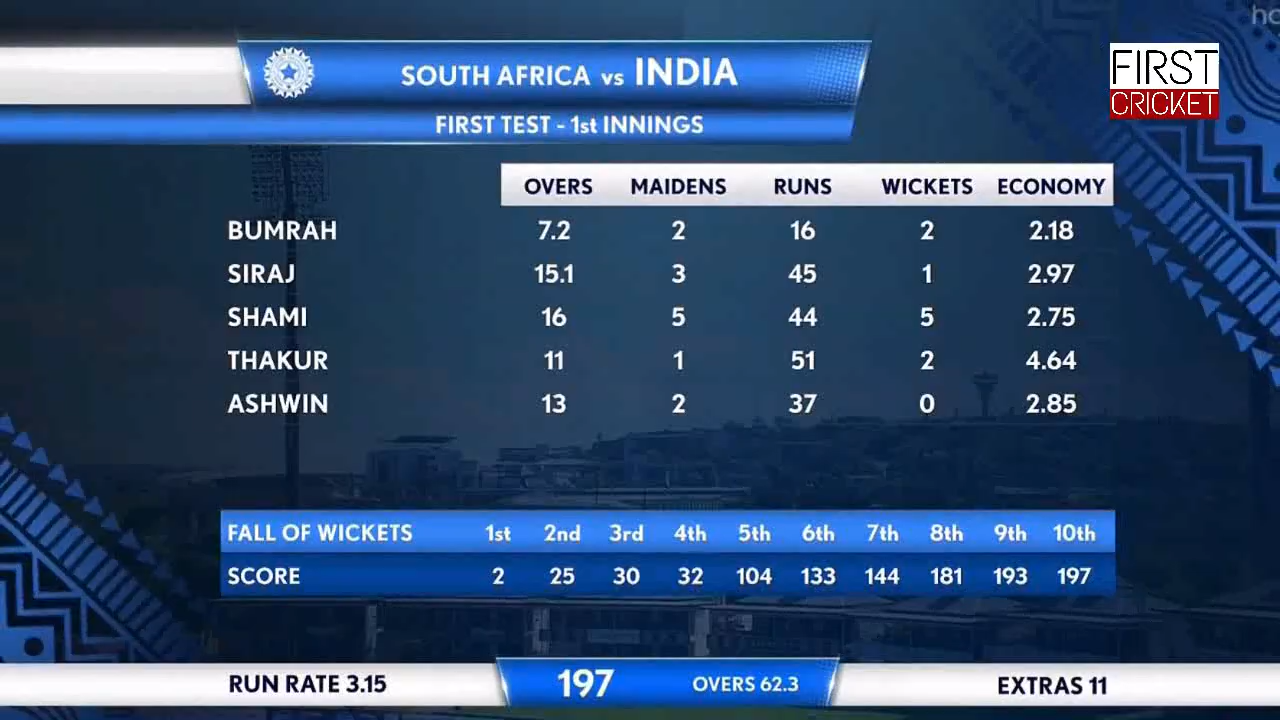 SOUTH AFRICA vs INDIA
FIRST CRICKET
FIRST TEST - 1st INNINGS
OVERS MAIDENS RUNS WICKETS ECONOMY
BUMRAH 7.2 2 16 2 2.18
SIRAJ 15.1 3 45 1 2.97
SHAMI 16 5 44 5 2.75
THAKUR 11 1 51 2 4.64
ASHWIN 13 2 37 0 2.85
FALL OF WICKETS 1st 2nd 3rd 4th 5th 6th 7th 8th 9th 10th
SCORE 2 25 30 32 104 133 144 181 193 197
RUN RATE 3.15 197 OVERS 62.3 EXTRAS 11